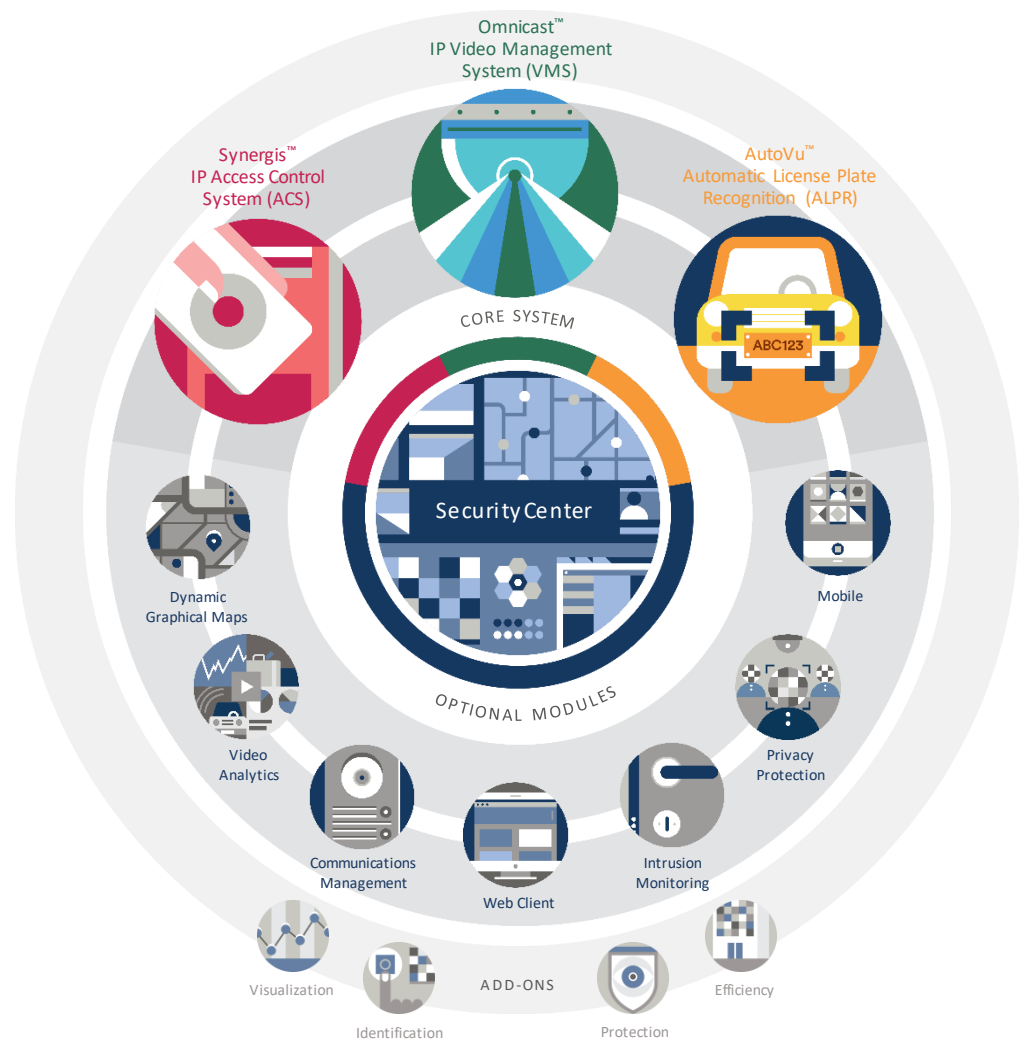 Omnicast™
IP Video Management
System (VMS)
Synergis™
IP Access Control
System (ACS)
AutoVu™
Automatic License Plate
Recognition (ALPR)
CORE SYSTEM
ABC123
Security Center
Dynamic
Graphical Maps
Mobile
OPTIONAL MODULES
Video
Analytics
Privacy
Protection
Communications
Management
Web Client
Intrusion
Monitoring
Visualization
Identification
ADD-ONS
Protection
Efficiency